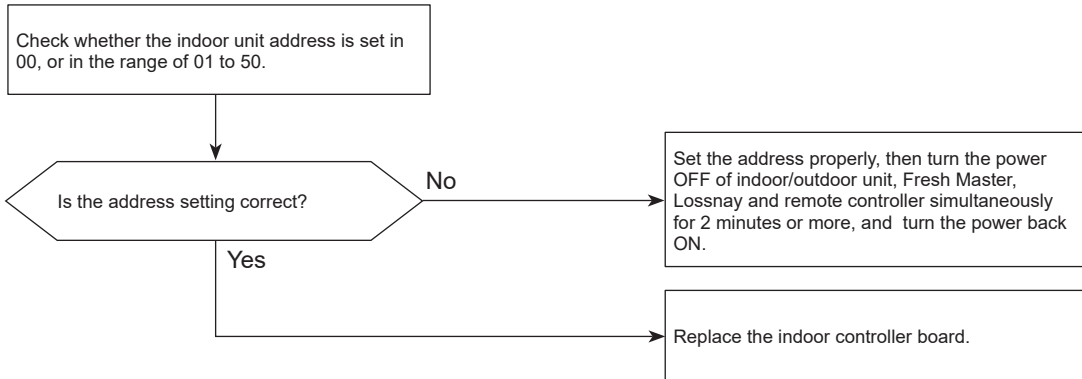 Check whether the indoor unit address is set in
00, or in the range of 01 to 50.
Is the address setting correct?
No
Set the address properly, then turn the power
OFF of indoor/outdoor unit, Fresh Master,
Lossnay and remote controller simultaneously
for 2 minutes or more, and turn the power back
ON.
Yes
Replace the indoor controller board.